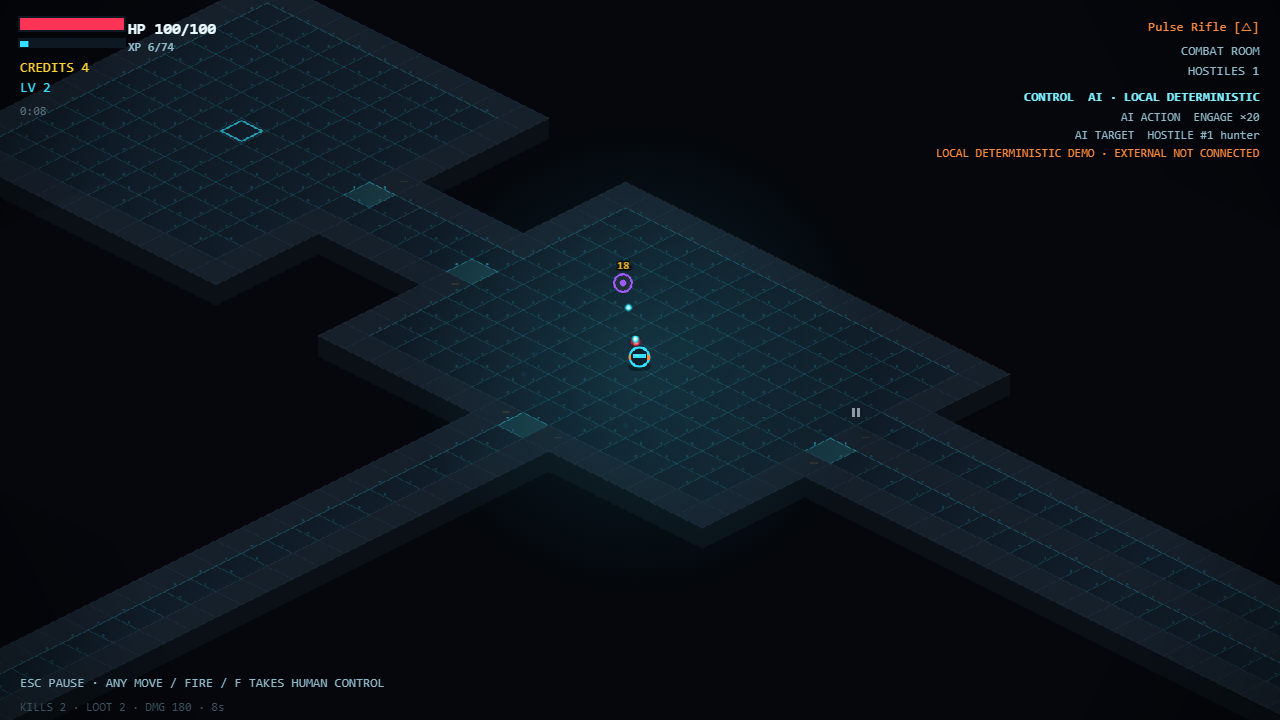 HP 100/100
XP 6/74
CREDITS 4
LV 2
0:08
Pulse Rifle [△]
COMBAT ROOM
HOSTILES 1
CONTROL AI · LOCAL DETERMINISTIC
AI ACTION ENGAGE ×20
AI TARGET HOSTILE #1 hunter
LOCAL DETERMINISTIC DEMO · EXTERNAL NOT CONNECTED
18
ESC PAUSE · ANY MOVE / FIRE / F TAKES HUMAN CONTROL
KILLS 2 · LOOT 2 · DMG 180 · 8s